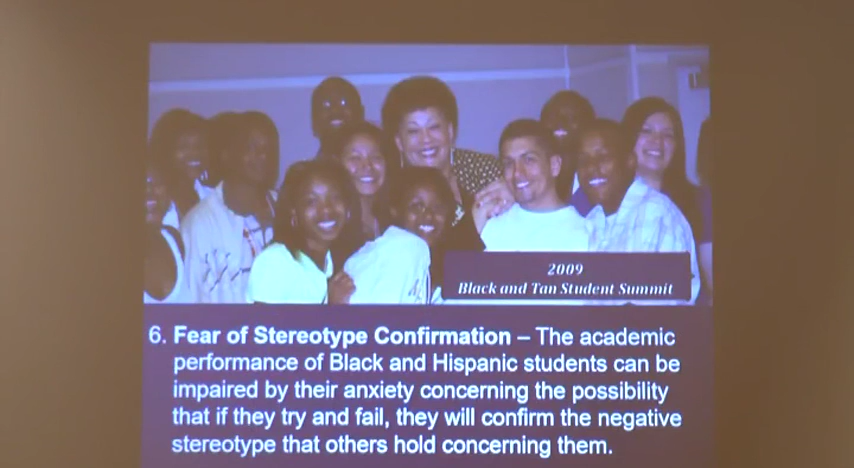 2009
Black and Tan Student Summit
6. Fear of Stereotype Confirmation – The academic
performance of Black and Hispanic students can be
impaired by their anxiety concerning the possibility
that if they try and fail, they will confirm the negative
stereotype that others hold concerning them.